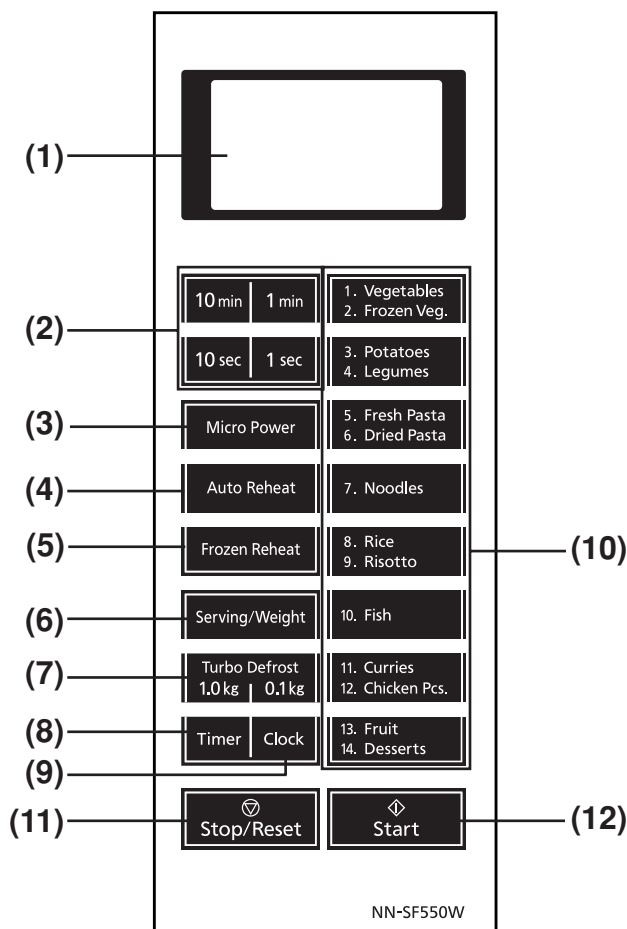 (1)
(2)
10 min 1 min
10 sec 1 sec
(3)
Micro Power
(4)
Auto Reheat
(5)
Frozen Reheat
(6)
Serving/Weight
(7)
Turbo Defrost
1.0 kg 0.1 kg
(8)
Timer Clock
(9)
1. Vegetables
2. Frozen Veg.
3. Potatoes
4. Legumes
5. Fresh Pasta
6. Dried Pasta
7. Noodles
8. Rice
9. Risotto
(10)
10. Fish
11. Curries
12. Chicken Pcs.
13. Fruit
14. Desserts
(11)
Stop/Reset
Start
(12)
NN-SF550W